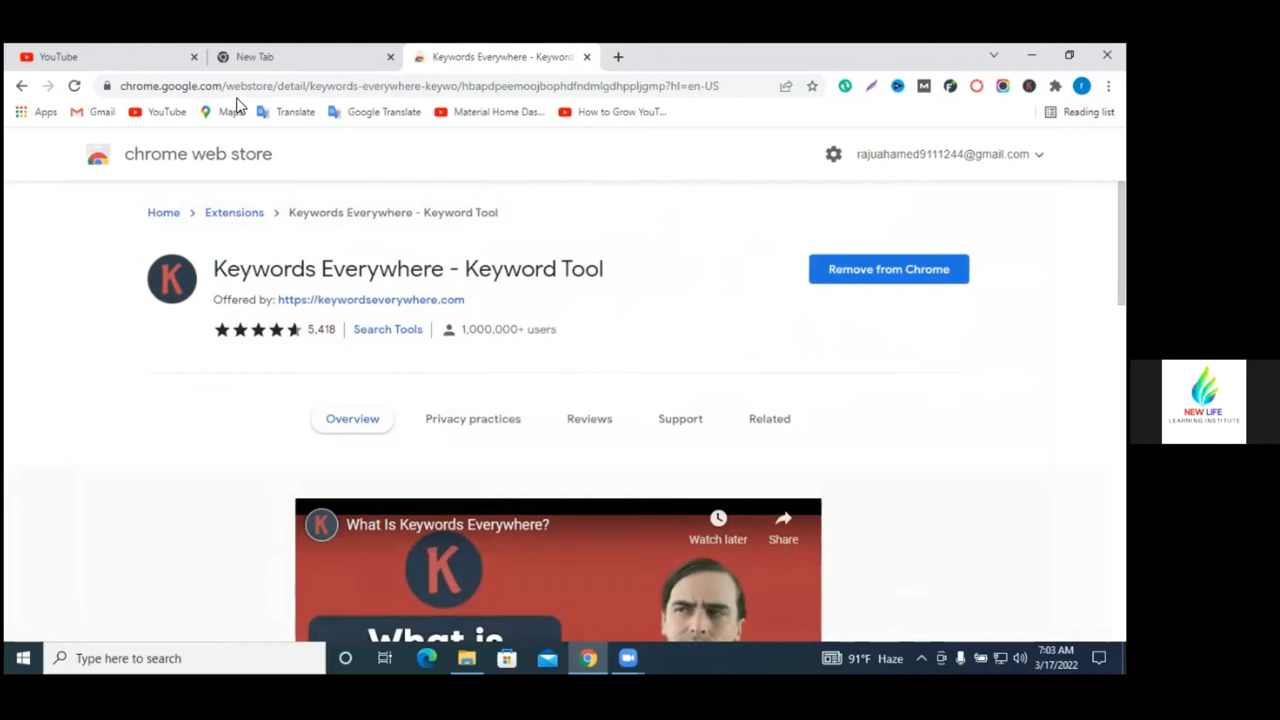 YouTube
New Tab
Keywords Everywhere - Keyword
chrome.google.com/webstore/detail/keywords-everywhere-keywo/hbapdpeemoojbophdfndmlgdhppljgmp?hl=en-US
Apps Gmail YouTube Maps Translate Google Translate Material Home Das... How to Grow YouT... Reading list
chrome web store
rajuahamed9111244@gmail.com
Home > Extensions > Keywords Everywhere - Keyword Tool
K
Keywords Everywhere - Keyword Tool
Remove from Chrome
Offered by: https://keywordseverywhere.com
5,418 Search Tools 1,000,000+ users
NEW LIFE
LEARNING INSTITUTE
Overview Privacy practices Reviews Support Related
K What Is Keywords Everywhere?
Watch later Share
K
What is
Type here to search
91°F Haze
7:03 AM
3/17/2022